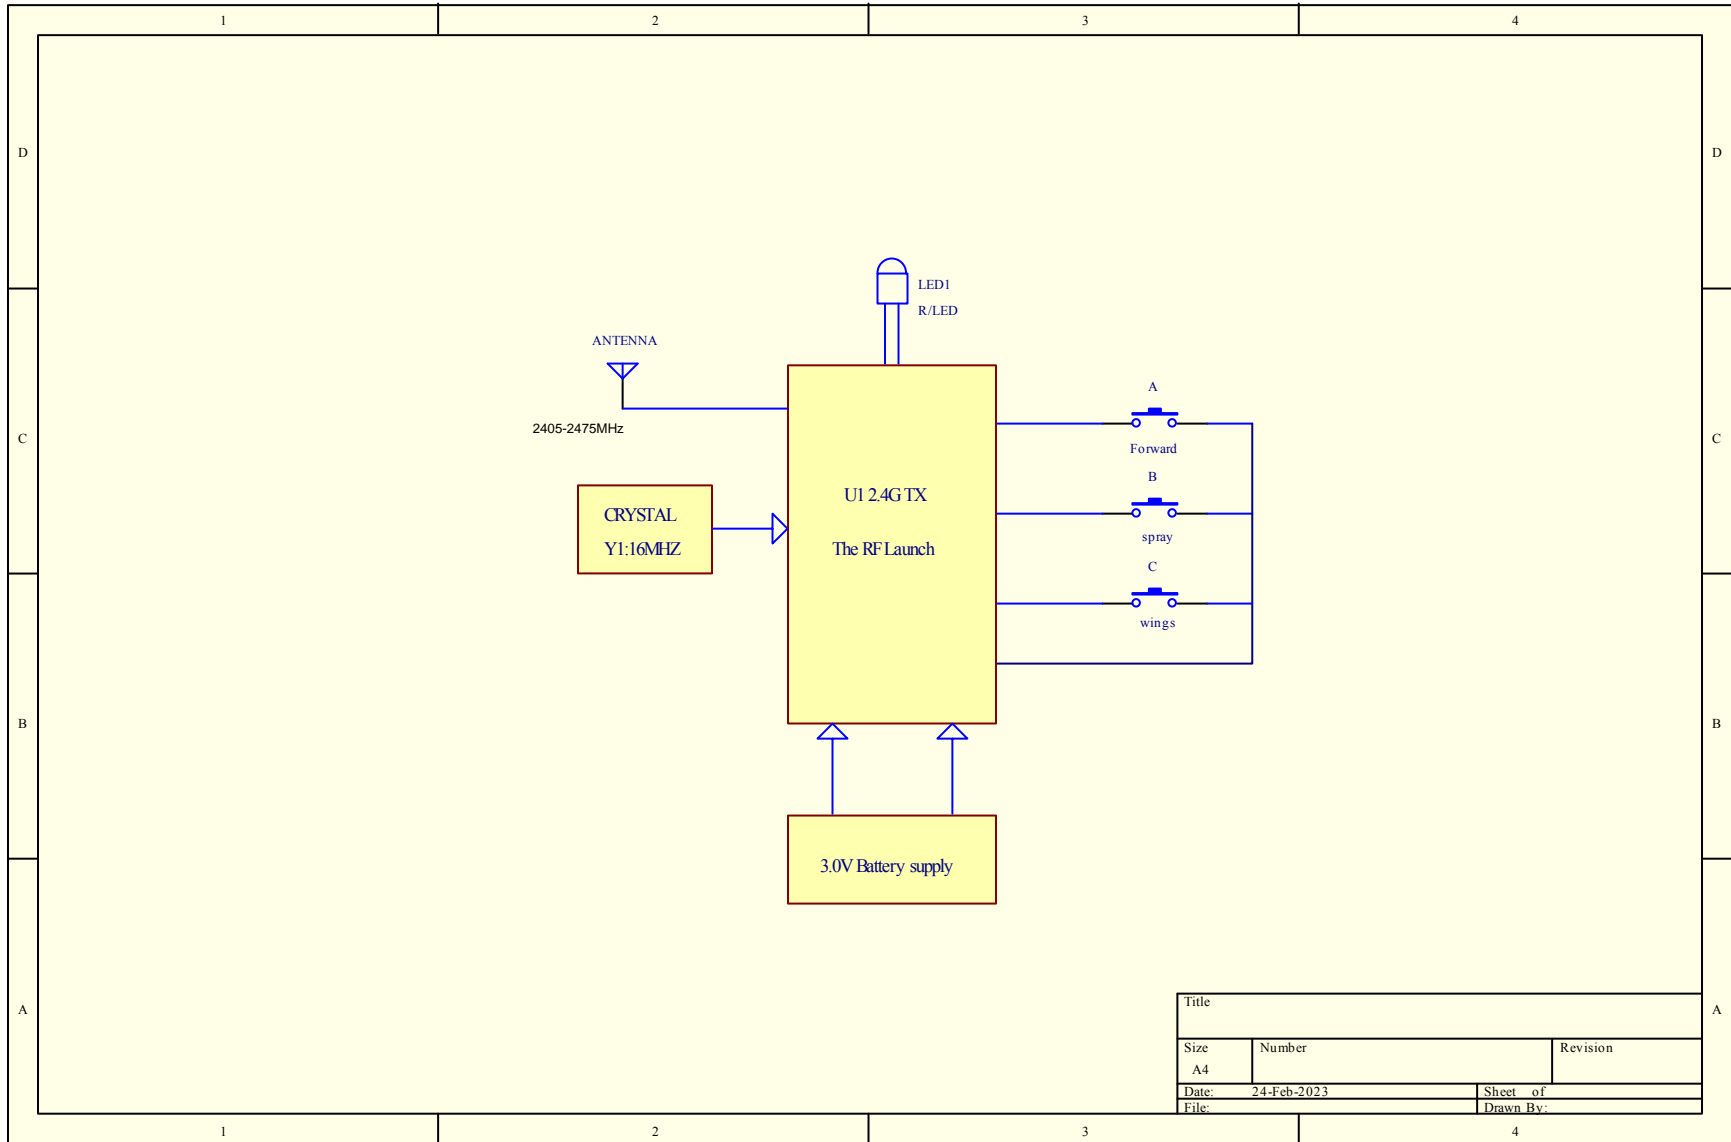 1 2 3 4
D D
LED1
R/LED
ANTENNA
A
2405-2475MHz
C C
Forward
B
U1 2.4G TX
CRYSTAL
spray
Y1:16MHZ
The RF Launch
C
wings
B B
3.0V Battery supply
Title
A A
Size Number Revision
A4
Date: 24-Feb-2023 Sheet of
File: Drawn By:
1 2 3 4